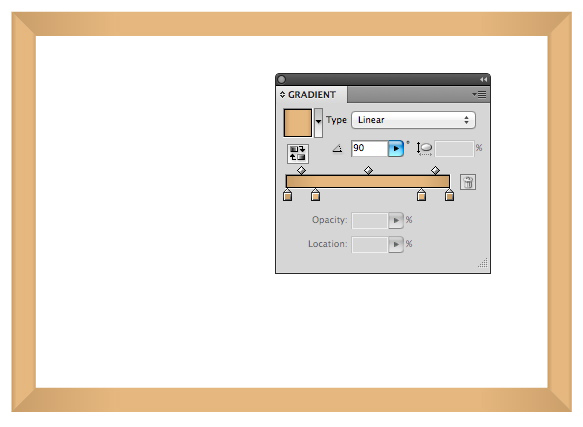 GRADIENT
Type Linear
90 ° %
Opacity: %
Location: %